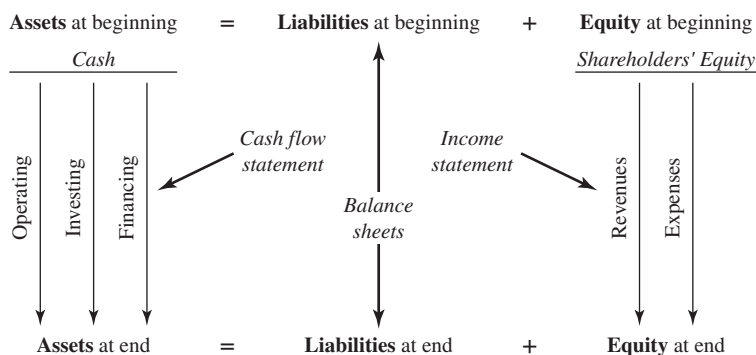 Assets at beginning = Liabilities at beginning + Equity at beginning
Cash Shareholders' Equity
Operating
Investing
Financing
Cash flow
statement
Balance
sheets
Income
statement
Revenues
Expenses
Assets at end = Liabilities at end + Equity at end